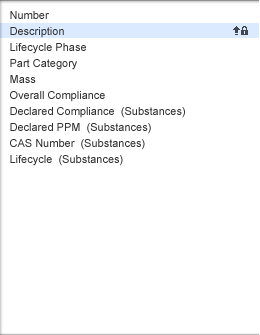 Number
Description
Lifecycle Phase
Part Category
Mass
Overall Compliance
Declared Compliance  (Substances)
Declared PPM  (Substances)
CAS Number  (Substances)
Lifecycle  (Substances)